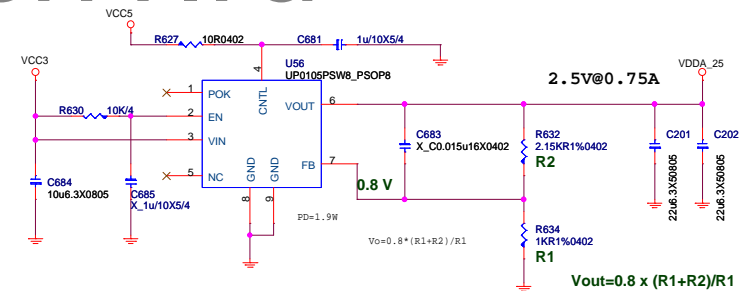 VCC5
R627
10R0402
C681
1u/10X5/4
VCC3
U56
UP0105PSW8_PSOP8
2.5V@0.75A
VDDA_25
4
1
POK
CNTL
R630
10K/4
2
EN
VOUT
6
3
VIN
C683
X_C0.015u16X0402
R632
2.15KR1%0402
R2
C201
22u6.3X50805
C202
22u6.3X50805
C684
10u6.3X0805
C685
X_1u/10X5/4
5
NC
GND
GND
FB
7
0.8 V
8
9
PD=1.9W
Vo=0.8*(R1+R2)/R1
R634
1KR1%0402
R1
Vout=0.8 x (R1+R2)/R1